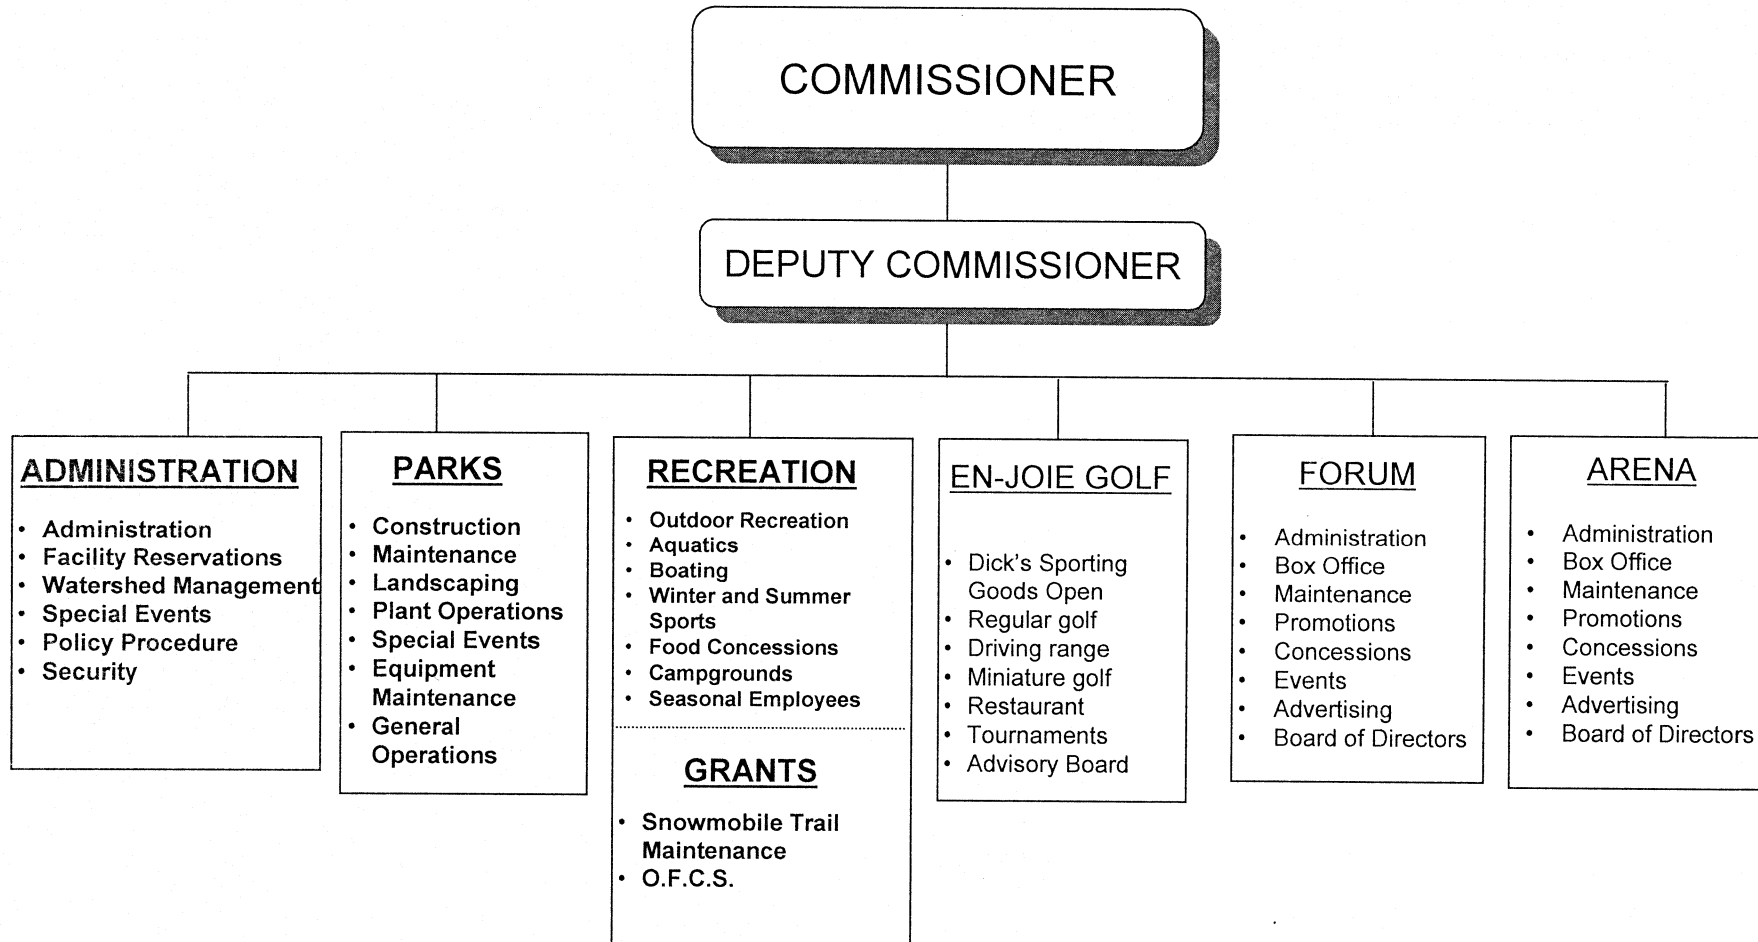 COMMISSIONER
DEPUTY COMMISSIONER
ADMINISTRATION
• Administration
• Facility Reservations
• Watershed Management
• Special Events
• Policy Procedure
• Security
PARKS
• Construction
• Maintenance
• Landscaping
• Plant Operations
• Special Events
• Equipment
Maintenance
• General
Operations
RECREATION
• Outdoor Recreation
• Aquatics
• Boating
• Winter and Summer
Sports
• Food Concessions
• Campgrounds
• Seasonal Employees
GRANTS
• Snowmobile Trail
Maintenance
• O.F.C.S.
EN-JOIE GOLF
• Dick's Sporting
Goods Open
• Regular golf
• Driving range
• Miniature golf
• Restaurant
• Tournaments
• Advisory Board
FORUM
• Administration
• Box Office
• Maintenance
• Promotions
• Concessions
• Events
• Advertising
• Board of Directors
ARENA
• Administration
• Box Office
• Maintenance
• Promotions
• Concessions
• Events
• Advertising
• Board of Directors